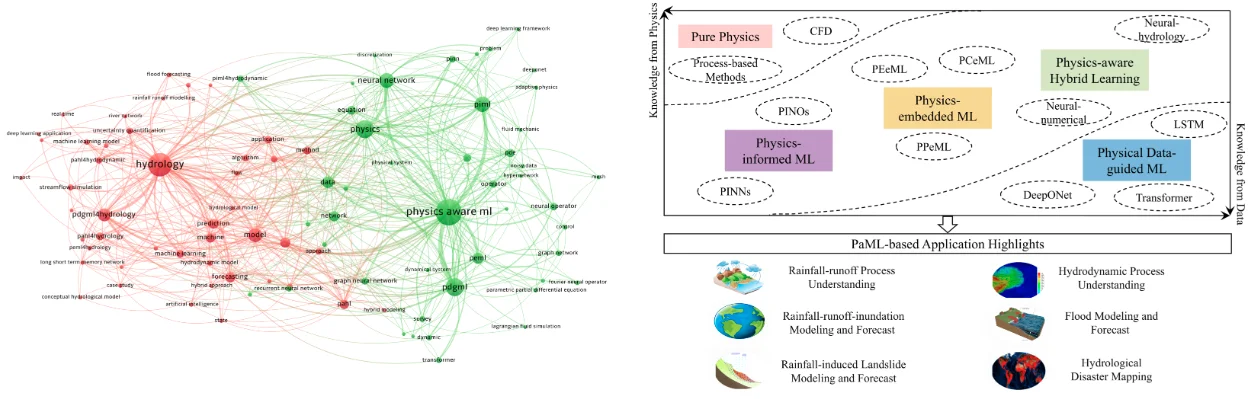 deep learning framework
problem
pinn
discretization
neural network
flood forecasting
piml4hydrodynamic
deeponet
adaptive physics
rainfall runoff modelling
piml
equation
real time
river network
physics
fluid mechanic
deep learning application
uncertainty quantification
application
machine learning model
method
pde
algorithm
noisy data
pahl4hydrodynamic
hydrology
physical system
hypernetwork
impact
data
operator
streamflow simulation
neural operator
hydrological model
physics aware ml
pdgml4hydrology
network
prediction
control
pahl4hydrology
machine
model
peml4hydrology
machine learning
approach
graph network
long short term memory network
hydrodynamic model
peml
dynamical system
forecasting
case study
hybrid approach
recurrent neural network
graph neural network
pdgml
fourier neural operator
parametric partial differential equation
conceptual hydrological model
artificial intelligence
pahl
hybrid modeling
survey
lagrangian fluid simulation
dynamic
transformer
Knowledge from Physics
Pure Physics
CFD
Neural-
hydrology
Process-based
Methods
PEeML
PCeML
Physics-aware
Hybrid Learning
PINOs
Physics-
embedded ML
Neural-
numerical
LSTM
Physics-
informed ML
PPeML
Physical Data-
guided ML
PINNs
DeepONet
Transformer
Knowledge from Data
PaML-based Application Highlights
Rainfall-runoff Process
Understanding
Hydrodynamic Process
Understanding
Rainfall-runoff-inundation
Modeling and Forecast
Flood Modeling and
Forecast
Rainfall-induced Landslide
Modeling and Forecast
Hydrological
Disaster Mapping